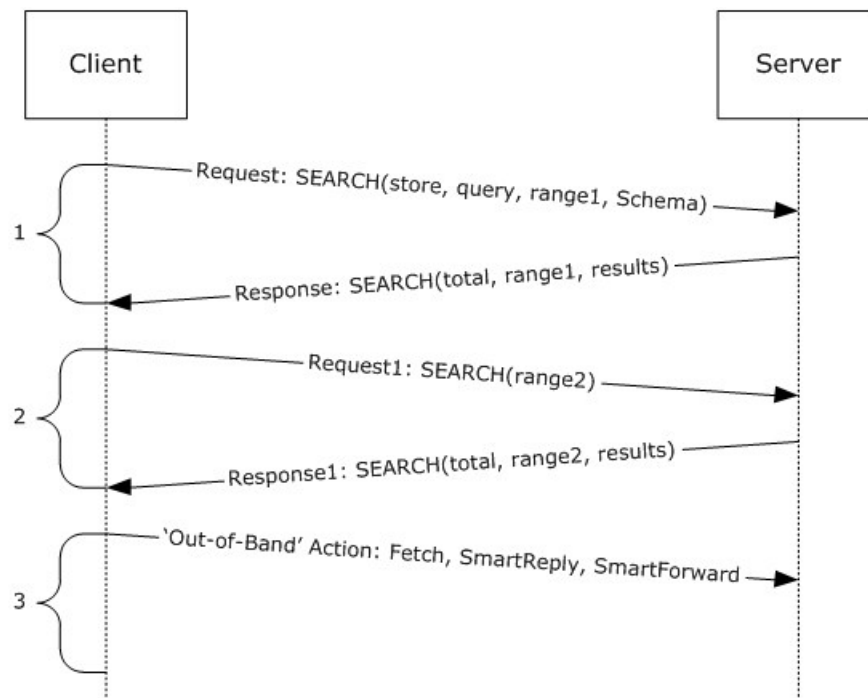 Client
Server
1
Request: SEARCH(store, query, range1, Schema)
Response: SEARCH(total, range1, results)
2
Request1: SEARCH(range2)
Response1: SEARCH(total, range2, results)
3
‘Out-of-Band’ Action: Fetch, SmartReply, SmartForward